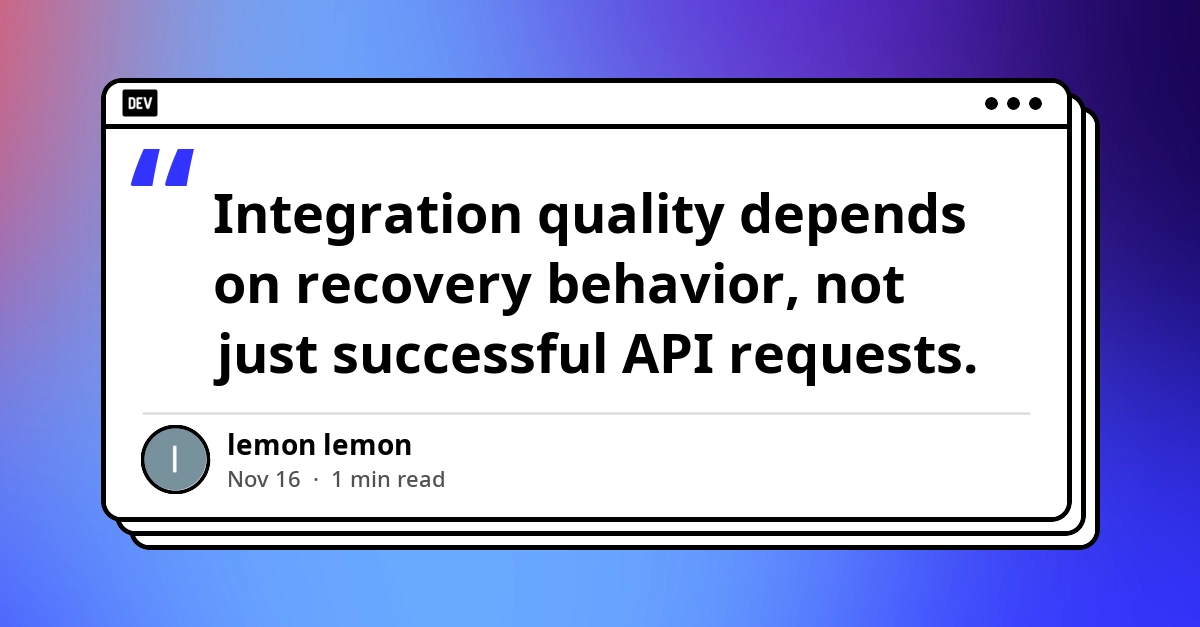 DEV
“
Integration quality depends
on recovery behavior, not
just successful API requests.
l
lemon lemon
Nov 16 · 1 min read